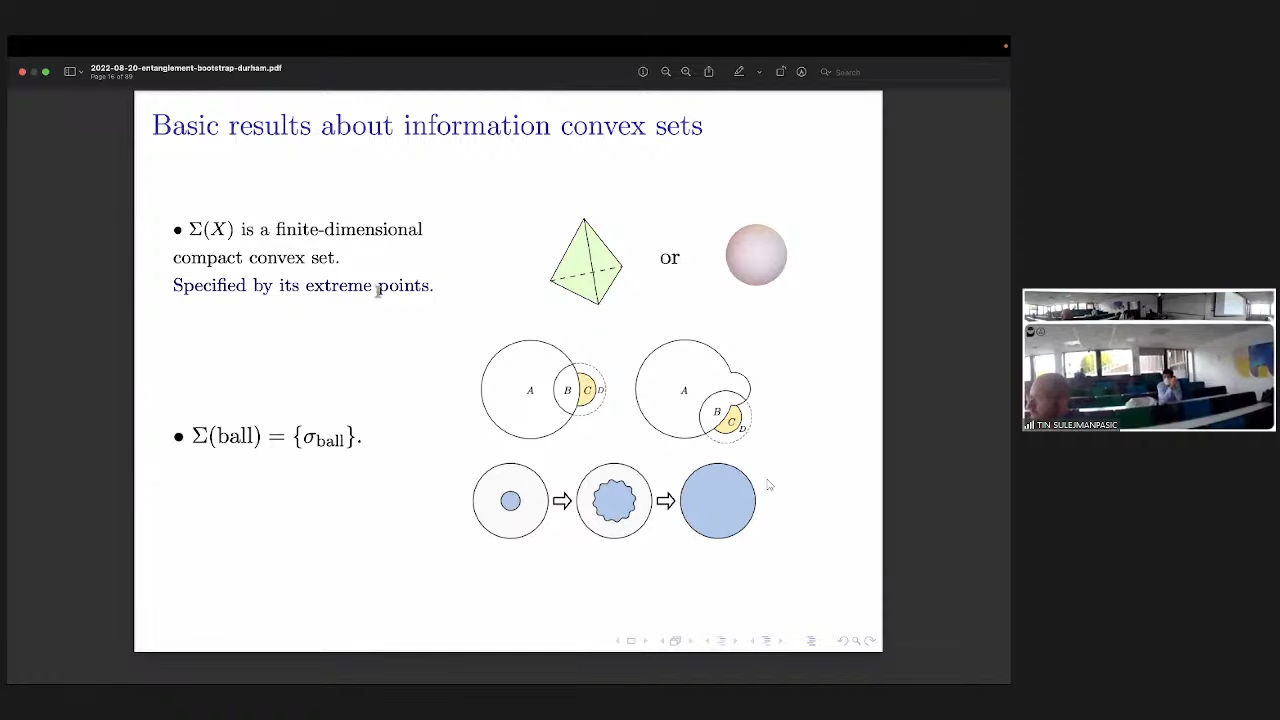 2022-08-20-entanglement-bootstrap-durham.pdf
Page 16 of 89
Search
Basic results about information convex sets
• Σ(X) is a finite-dimensional
compact convex set.
Specified by its extreme points.
or
A B C D
A B C D
• Σ(ball) = {σ_ball}.
TIN SULEJMANPASIC